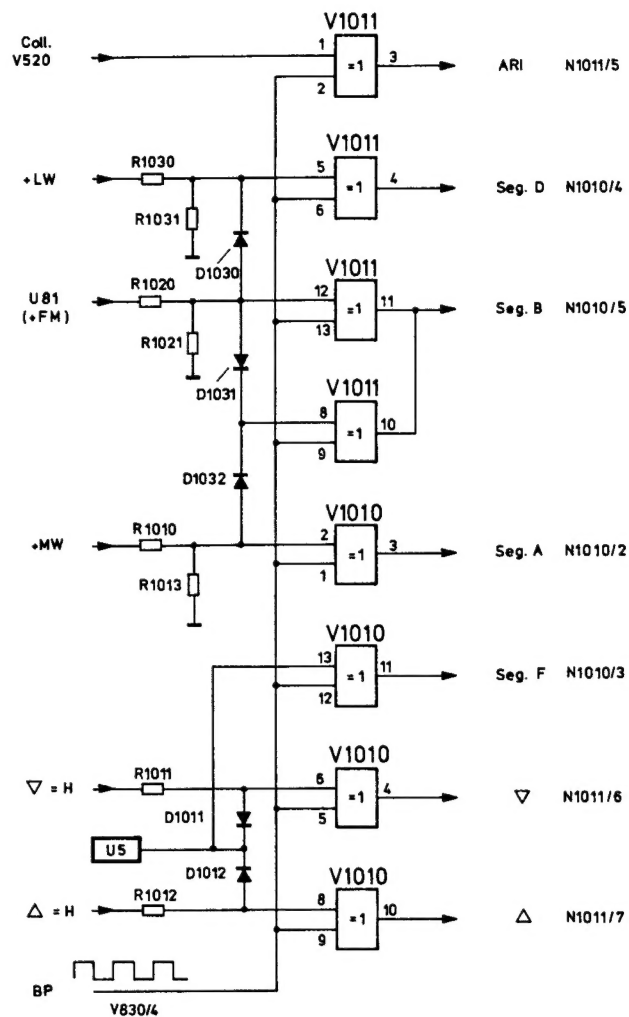 V1011
Coll.
V520
1
2
=1
3
ARI N1011/5
V1011
+LW
R1030
5
6
=1
4
Seg. D N1010/4
R1031
D1030
V1011
U81
(+FM)
R1020
12
13
=1
11
Seg. B N1010/5
R1021
D1031
V1011
8
9
=1
10
D1032
V1010
+MW
R1010
2
1
=1
3
Seg. A N1010/2
R1013
V1010
13
12
=1
11
Seg. F N1010/3
V1010
▽ = H
R1011
6
5
=1
4
▽ N1011/6
D1011
U5
D1012
V1010
△ = H
R1012
8
9
=1
10
△ N1011/7
BP
V830/4